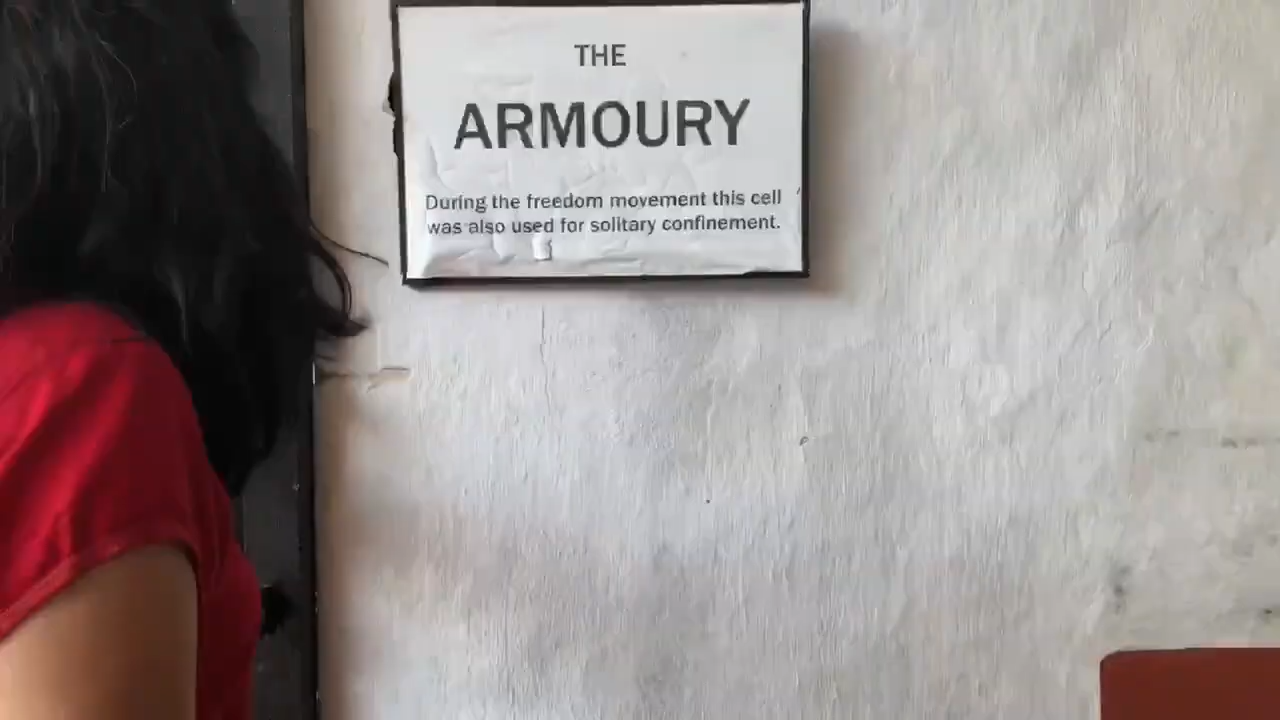 THE
ARMOURY
During the freedom movement this cell
was also used for solitary confinement.